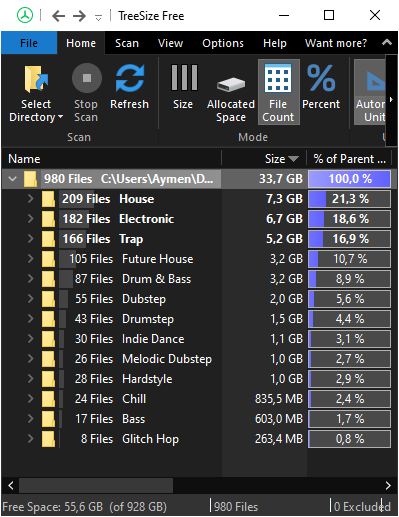 TreeSize Free
File Home Scan View Options Help Want more?
Select Directory Stop Scan Refresh Size Allocated Space File Count Percent Autom Unit
Scan Mode U
Name Size % of Parent ...
980 Files C:\Users\Aymen\D... 33,7 GB 100,0 %
209 Files House 7,3 GB 21,3 %
182 Files Electronic 6,7 GB 18,6 %
166 Files Trap 5,2 GB 16,9 %
105 Files Future House 3,2 GB 10,7 %
87 Files Drum & Bass 3,2 GB 8,9 %
55 Files Dubstep 2,0 GB 5,6 %
43 Files Drumstep 1,5 GB 4,4 %
30 Files Indie Dance 1,1 GB 3,1 %
26 Files Melodic Dubstep 1,0 GB 2,7 %
28 Files Hardstyle 1,0 GB 2,9 %
24 Files Chill 835,5 MB 2,4 %
17 Files Bass 603,0 MB 1,7 %
8 Files Glitch Hop 263,4 MB 0,8 %
Free Space: 55,6 GB (of 928 GB) 980 Files 0 Excluded